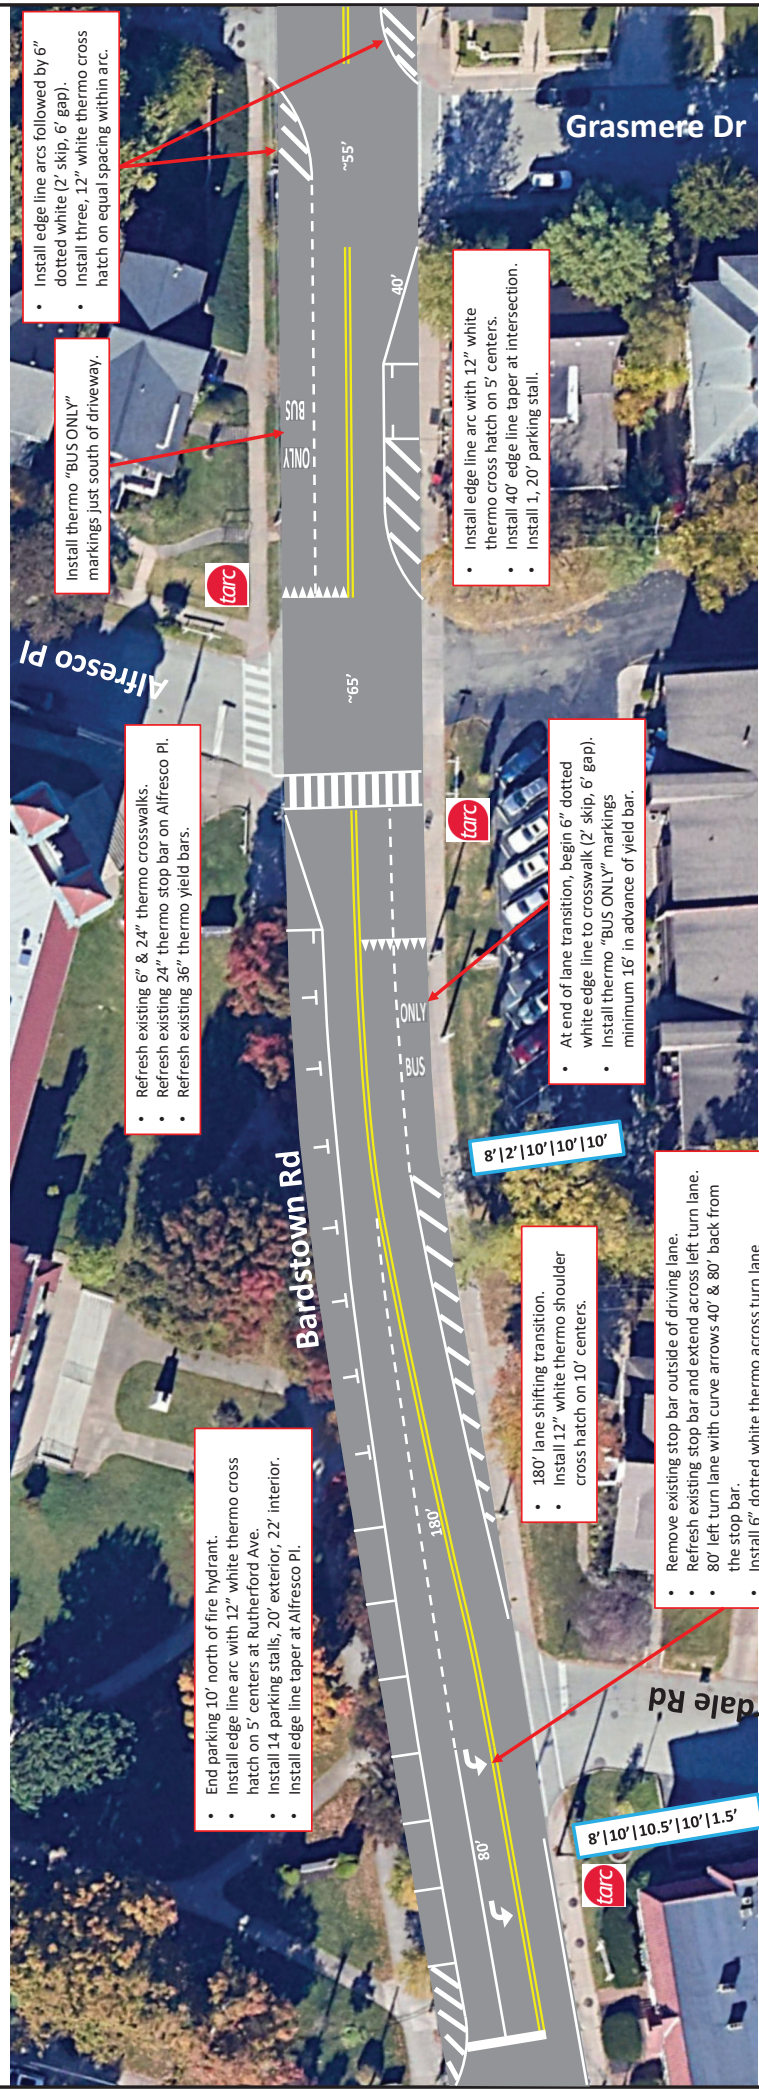 • Install edge line arcs followed by 6”
dotted white (2’ skip, 6’ gap).
• Install three, 12” white thermo cross
hatch on equal spacing within arc.
Install thermo “BUS ONLY”
markings just south of driveway.
Alfresco Pl
• Refresh existing 6” & 24” thermo crosswalks.
• Refresh existing 24” thermo stop bar on Alfresco Pl.
• Refresh existing 36” thermo yield bars.
• End parking 10’ north of fire hydrant.
• Install edge line arc with 12” white thermo cross
hatch on 5’ centers at Rutherford Ave.
• Install 14 parking stalls, 20’ exterior, 22’ interior.
• Install edge line taper at Alfresco Pl.
Bardstown Rd
tarc
BUS
ONLY
~55’
40’
~65’
ONLY
BUS
180’
80’
Grasmere Dr
• Install edge line arc with 12” white
thermo cross hatch on 5’ centers.
• Install 40’ edge line taper at intersection.
• Install 1, 20’ parking stall.
tarc
• At end of lane transition, begin 6” dotted
white edge line to crosswalk (2’ skip, 6’ gap).
• Install thermo “BUS ONLY” markings
minimum 16’ in advance of yield bar.
8’|2’|10’|10’|10’
• 180’ lane shifting transition.
• Install 12” white thermo shoulder
cross hatch on 10’ centers.
• Remove existing stop bar outside of driving lane.
• Refresh existing stop bar and extend across left turn lane.
• 80’ left turn lane with curve arrows 40’ & 80’ back from
the stop bar.
• Install 6” dotted white thermo across turn lane
dale Rd
8’|10’|10.5’|10’|1.5’
tarc